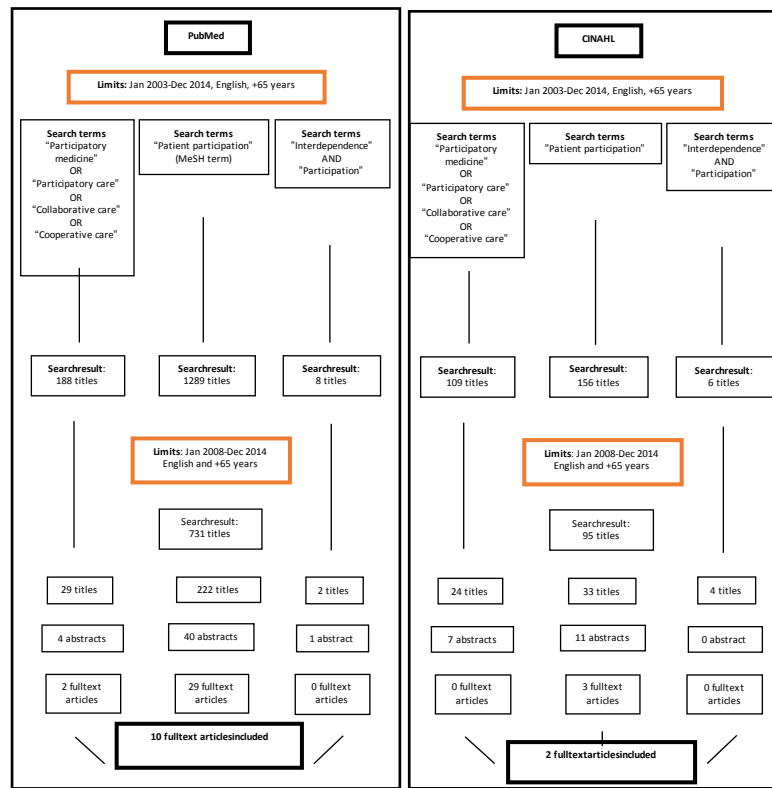 PubMed
Limits: Jan 2003-Dec 2014, English, +65 years
Search terms
“Participatory
medicine”
OR
“Participatory care”
OR
“Collaborative care”
OR
“Cooperative care”
Search terms
“Patient participation”
(MeSH term)
Search terms
"Interdependence"
AND
"Participation"
Searchresult:
188 titles
Searchresult:
1289 titles
Searchresult:
8 titles
Limits: Jan 2008-Dec 2014
English and +65 years
Searchresult:
731 titles
29 titles
222 titles
2 titles
4 abstracts
40 abstracts
1 abstract
2 fulltext
articles
29 fulltext
articles
0 fulltext
articles
10 fulltext articlesincluded
CINAHL
Limits: Jan 2003-Dec 2014, English, +65 years
Search terms
“Participatory
medicine”
OR
“Participatory care”
OR
“Collaborative care”
OR
“Cooperative care”
Search terms
"Patient participation”
Search terms
"Interdependence"
AND
"Participation"
Searchresult:
109 titles
Searchresult:
156 titles
Searchresult:
6 titles
Limits: Jan 2008-Dec 2014
English and +65 years
Searchresult:
95 titles
24 titles
33 titles
4 titles
7 abstracts
11 abstracts
0 abstract
0 fulltext
articles
3 fulltext
articles
0 fulltext
articles
2 fulltextarticlesincluded